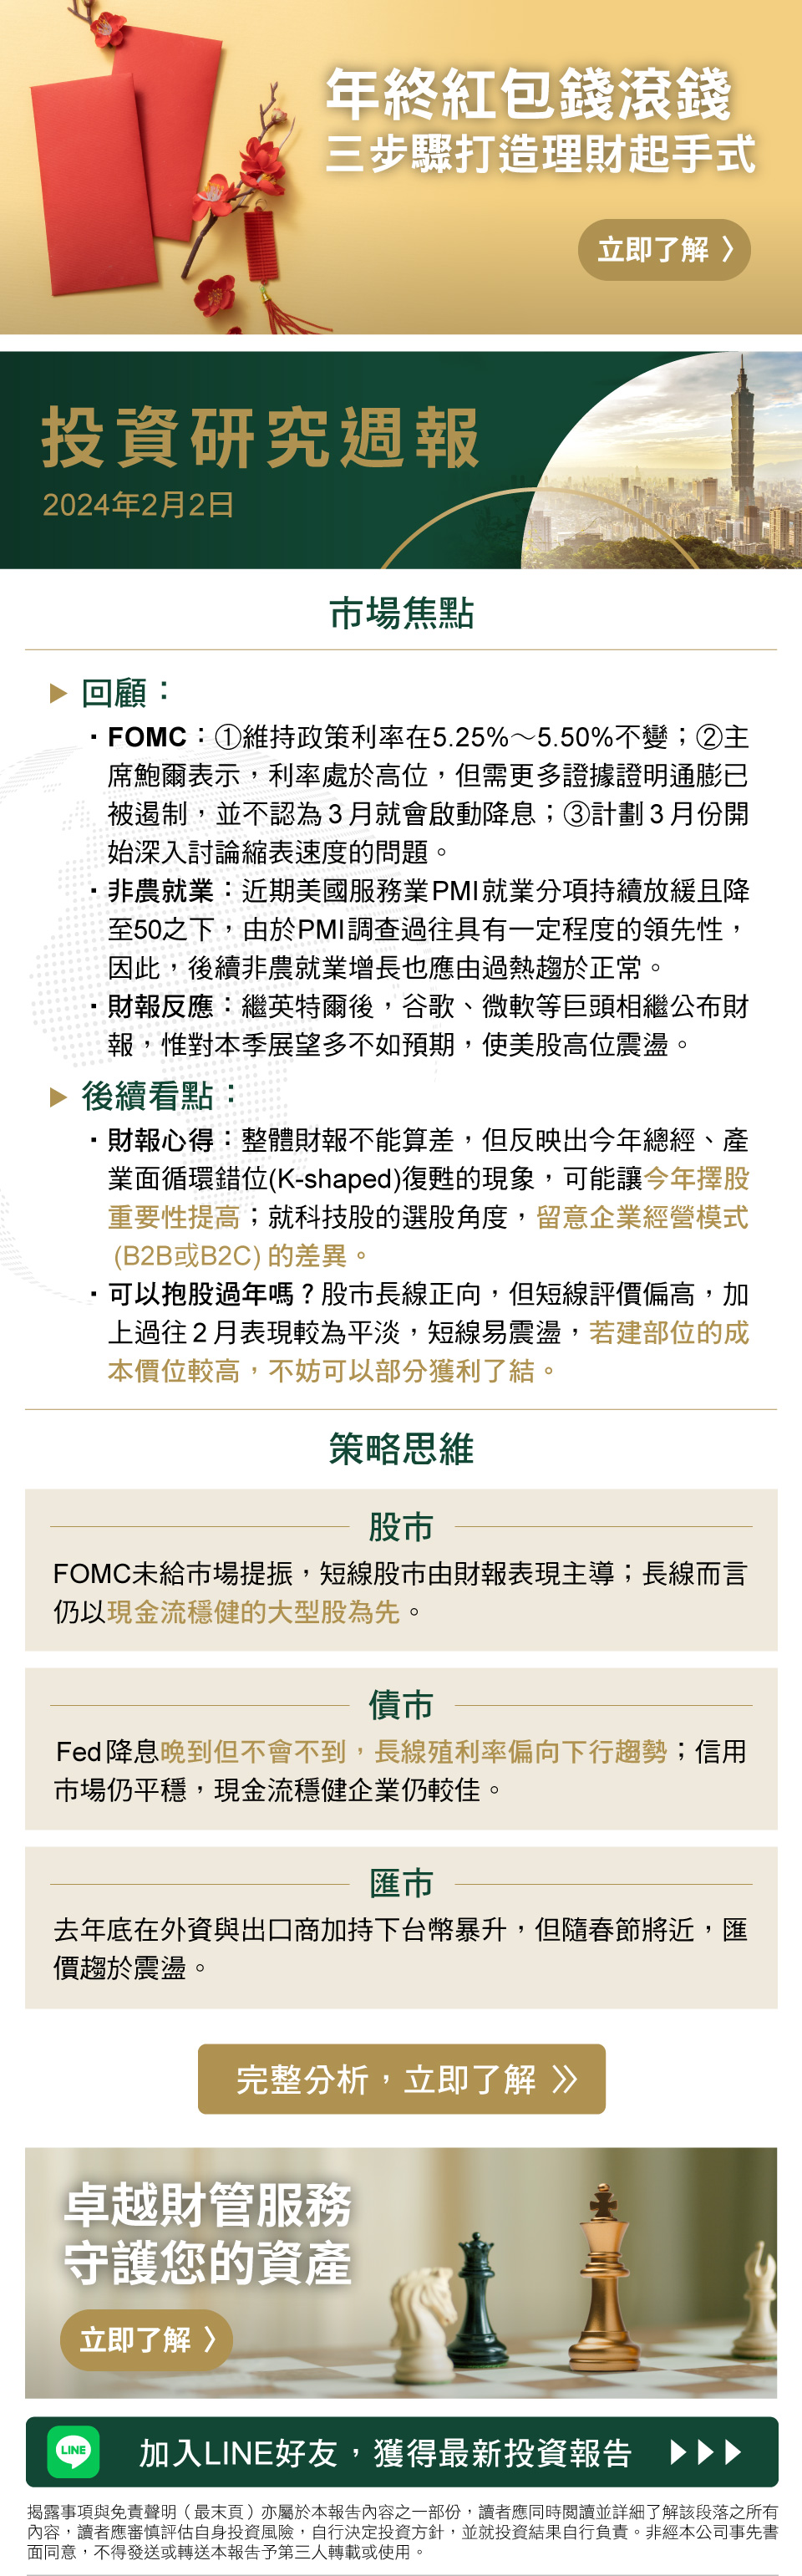 年終紅包錢滾錢
三步驟打造理財起手式
立即了解 〉
投資研究週報
2024年2月2日
市場焦點
▶ 回顧：
‧FOMC：①維持政策利率在5.25%～5.50%不變；②主
席鮑爾表示，利率處於高位，但需更多證據證明通膨已
被遏制，並不認為3月就會啟動降息；③計劃3月份開
始深入討論縮表速度的問題。
‧非農就業：近期美國服務業PMI就業分項持續放緩且降
至50之下，由於PMI調查過往具有一定程度的領先性，
因此，後續非農就業增長也應由過熱趨於正常。
‧財報反應：繼英特爾後，谷歌、微軟等巨頭相繼公布財
報，惟對本季展望多不如預期，使美股高位震盪。
▶ 後續看點：
‧財報心得：整體財報不能算差，但反映出今年總經、產
業面循環錯位(K-shaped)復甦的現象，可能讓今年擇股
重要性提高；就科技股的選股角度，留意企業經營模式
(B2B或B2C) 的差異。
‧可以抱股過年嗎？股市長線正向，但短線評價偏高，加
上過往2月表現較為平淡，短線易震盪，若建部位的成
本價位較高，不妨可以部分獲利了結。
策略思維
股市
FOMC未給市場提振，短線股市由財報表現主導；長線而言
仍以現金流穩健的大型股為先。
債市
Fed降息晩到但不會不到，長線殖利率偏向下行趨勢；信用
市場仍平穩，現金流穩健企業仍較佳。
匯市
去年底在外資與出口商加持下台幣暴升，但隨春節將近，匯
價趨於震盪。
完整分析，立即了解 》
卓越財管服務
守護您的資產
立即了解 〉
LINE 加入LINE好友，獲得最新投資報告 ▶▶▶
揭露事項與免責聲明（最末頁）亦屬於本報告內容之一部份，讀者應同時閱讀並詳細了解該段落之所有
內容，讀者應審慎評估自身投資風險，自行決定投資方針，並就投資結果自行負責。非經本公司事先書
面同意，不得發送或轉送本報告予第三人轉載或使用。